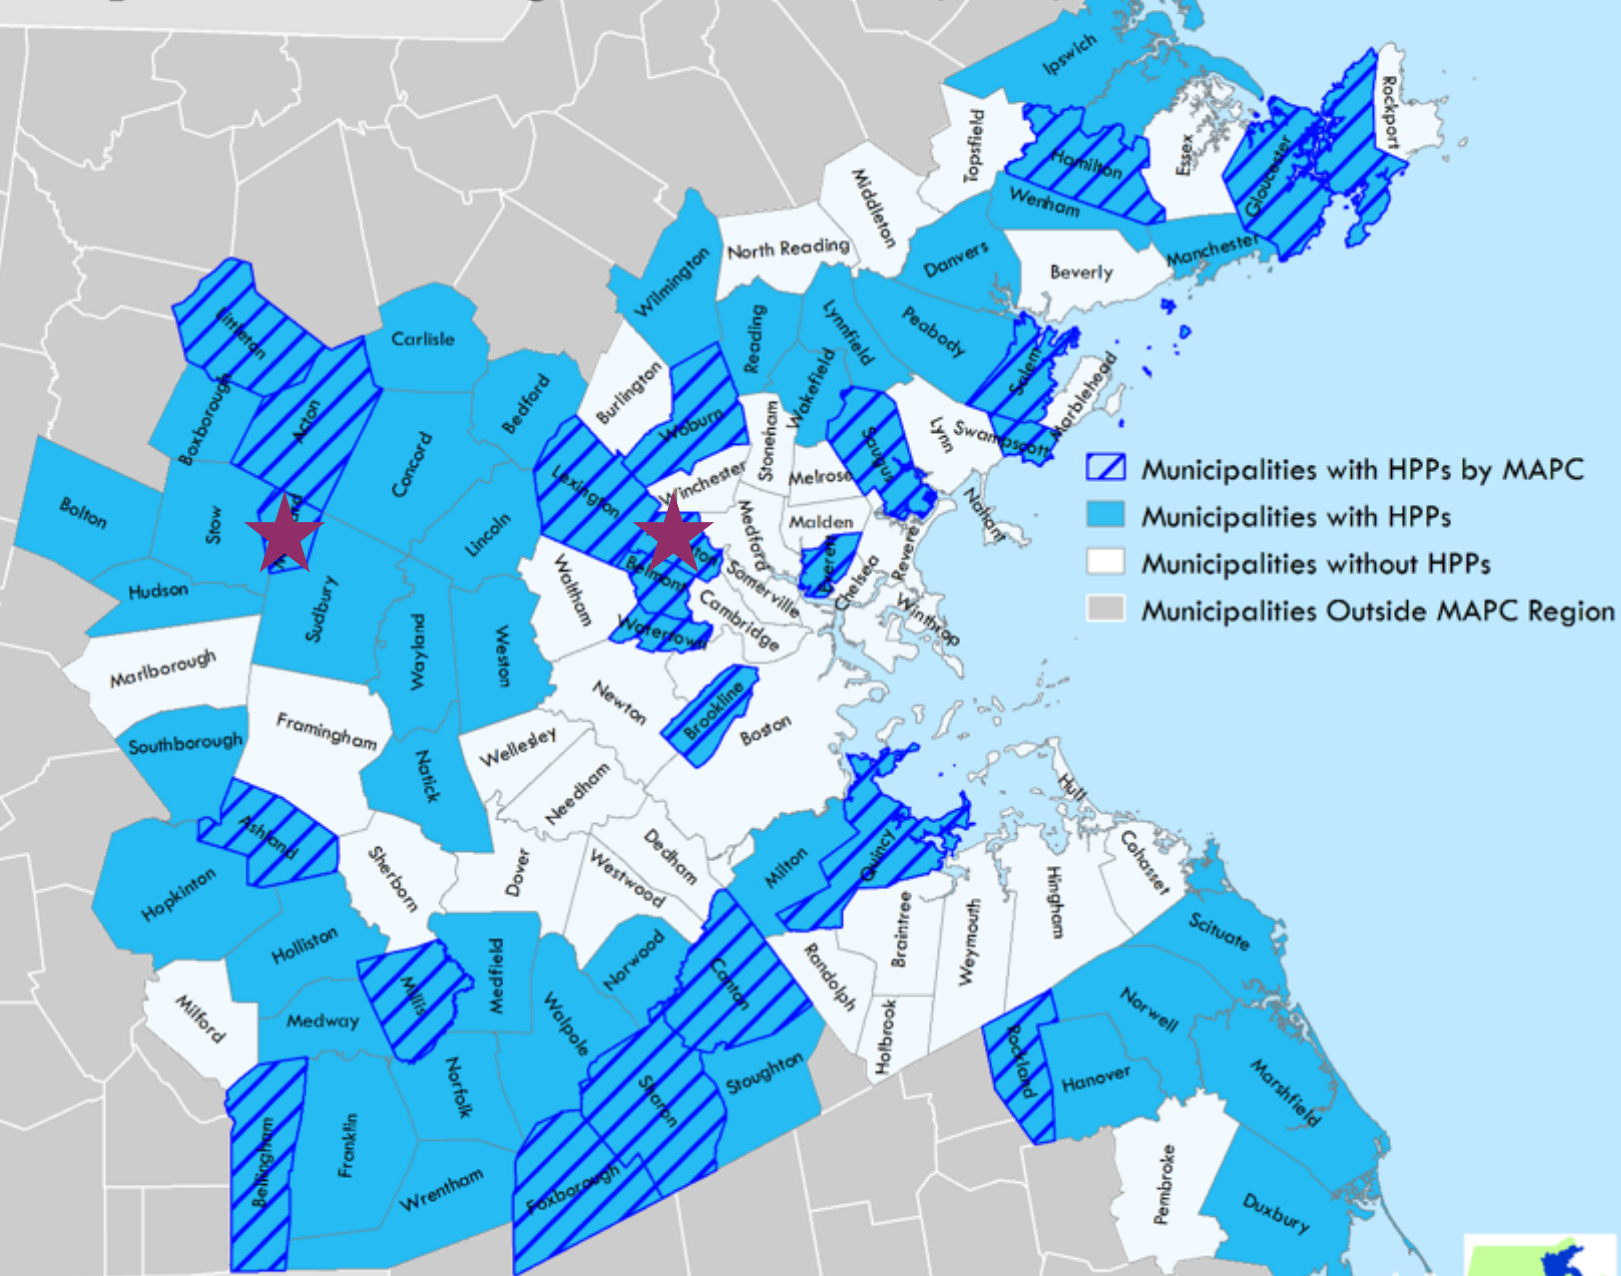 Ipswich
Rockport
Topsfield
Essex
Hamilton
Gloucester
Middleton
Wenham
North Reading
Manchester
Danvers
Beverly
Wilmington
Littleton
Carlisle
Reading
Lynnfield
Peabody
Salem
Marblehead
Boxborough
Acton
Bedford
Burlington
Woburn
Stoneham
Wakefield
Saugus
Lynn
Swampscott
Concord
Lexington
Winchester
Melrose
Municipalities with HPPs by MAPC
Bolton
Stow
Lincoln
Medford
Malden
Nahant
Municipalities with HPPs
Revere
Everett
Chelsea
Municipalities without HPPs
Hudson
Sudbury
Waltham
Belmont
Somerville
Winthrop
Municipalities Outside MAPC Region
Cambridge
Watertown
Marlborough
Wayland
Weston
Newton
Brookline
Boston
Framingham
Southborough
Natick
Wellesley
Needham
Hull
Ashland
Sherborn
Dover
Westwood
Dedham
Milton
Quincy
Cohasset
Hopkinton
Holliston
Medfield
Norwood
Canton
Randolph
Braintree
Weymouth
Hingham
Scituate
Milford
Medway
Millis
Walpole
Holbrook
Norwell
Norfolk
Sharon
Stoughton
Rockland
Hanover
Marshfield
Bellingham
Franklin
Wrentham
Foxborough
Pembroke
Duxbury